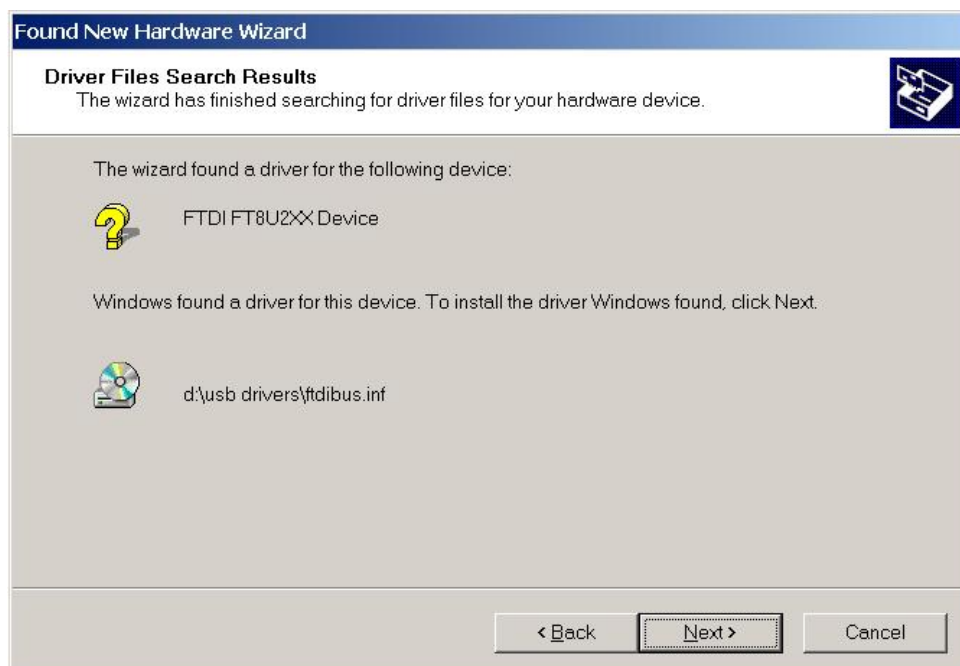 Found New Hardware Wizard
Driver Files Search Results
The wizard has finished searching for driver files for your hardware device.
The wizard found a driver for the following device:
FTDI FT8U2XX Device
Windows found a driver for this device. To install the driver Windows found, click Next.
d:\usb drivers\ftdibus.inf
< Back
Next >
Cancel